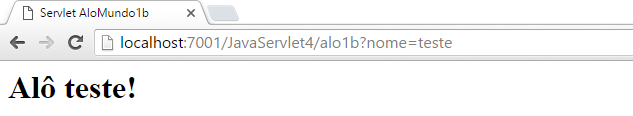 Servlet AloMundo1b
localhost:7001/JavaServlet4/alo1b?nome=teste
Alô teste!